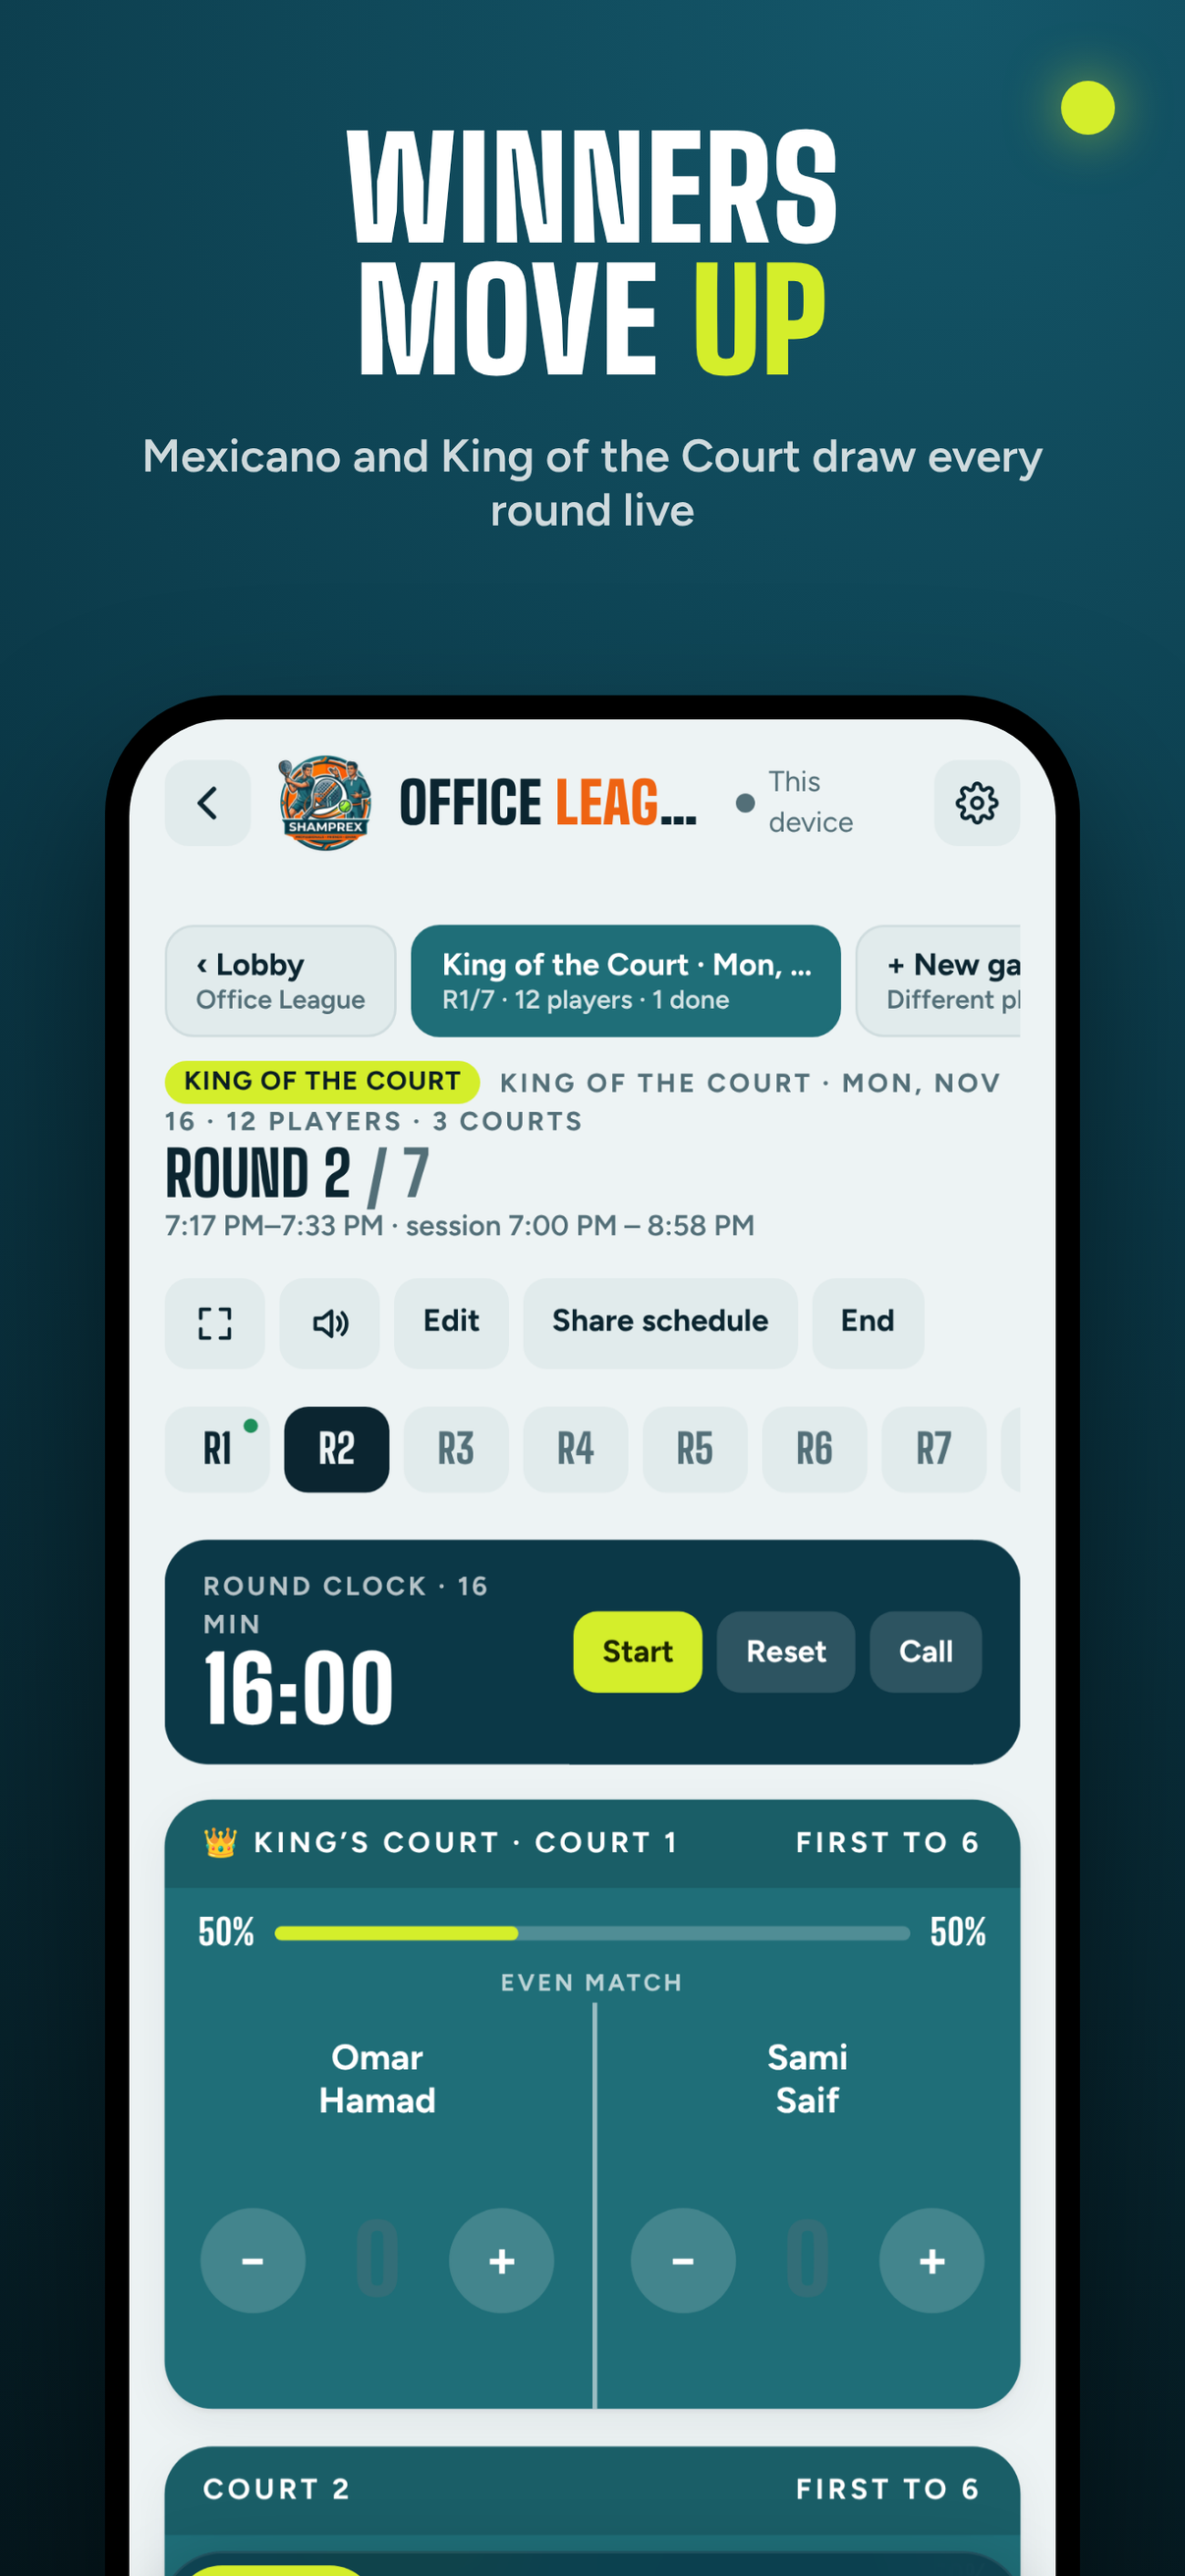 WINNERS
MOVE UP
Mexicano and King of the Court draw every
round live
SHAMPREX
OFFICE LEAG...
This
device
‹ Lobby
Office League
King of the Court · Mon, ...
R1/7 · 12 players · 1 done
+ New ga
Different pl
KING OF THE COURT KING OF THE COURT · MON, NOV
16 · 12 PLAYERS · 3 COURTS
ROUND 2 / 7
7:17 PM–7:33 PM · session 7:00 PM – 8:58 PM
Edit Share schedule End
R1 R2 R3 R4 R5 R6 R7
ROUND CLOCK · 16
MIN
16:00
Start Reset Call
👑 KING’S COURT · COURT 1 FIRST TO 6
50% 50%
EVEN MATCH
Omar
Hamad
Sami
Saif
− 0 + − 0 +
COURT 2 FIRST TO 6